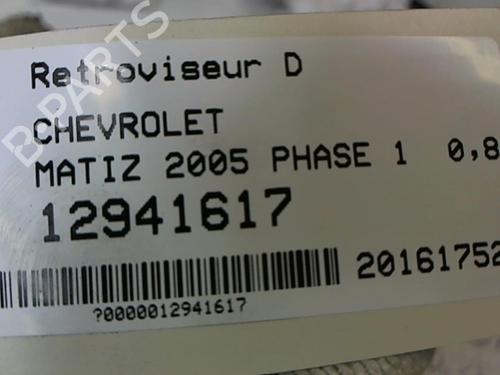 Retroviseur D
CHEVROLET
MATIZ 2005 PHASE 1 0,8
12941617
20161752
?0000012941617
B-PARTS